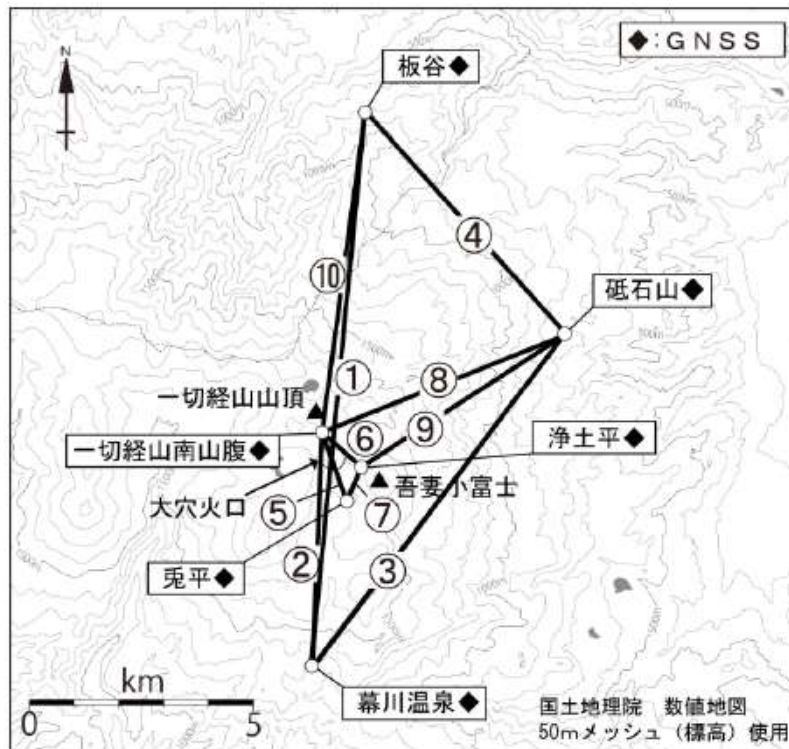 ◆:GNSS
N
板谷◆
④
⑩
砥石山◆
①
⑧
一切経山山頂
⑥
⑨
浄土平◆
一切経山南山腹◆
吾妻小富士
大穴火口
⑤
⑦
②
③
兎平◆
km
0 5
幕川温泉◆
国土地理院 数値地図
50mメッシュ(標高)使用